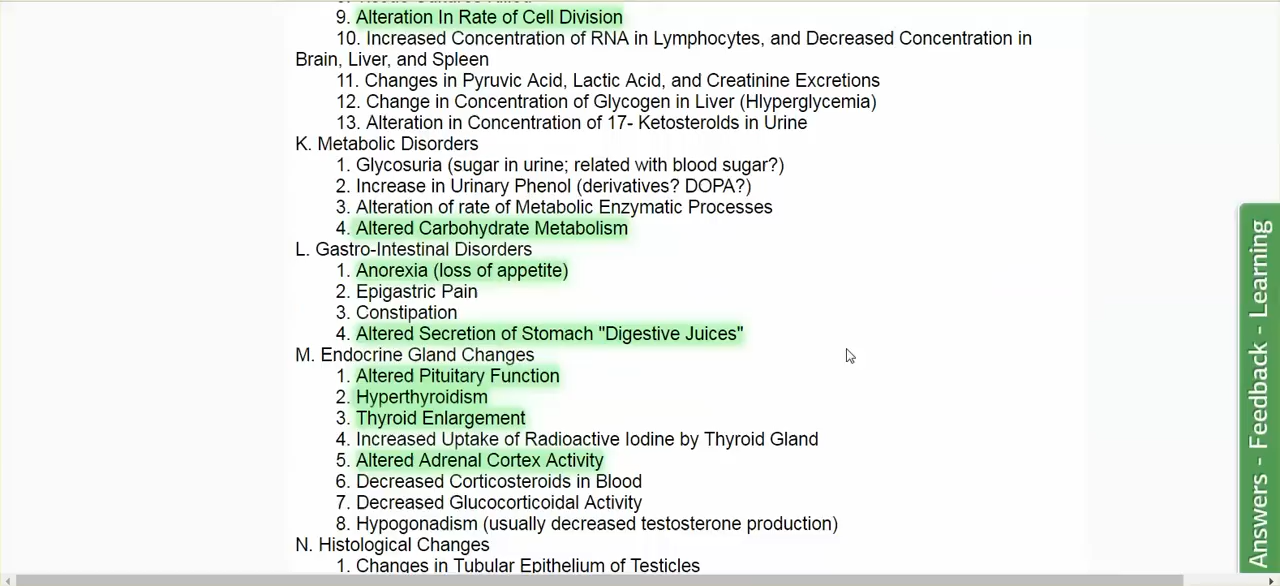 9. Alteration In Rate of Cell Division
10. Increased Concentration of RNA in Lymphocytes, and Decreased Concentration in
Brain, Liver, and Spleen
11. Changes in Pyruvic Acid, Lactic Acid, and Creatinine Excretions
12. Change in Concentration of Glycogen in Liver (Hlyperglycemia)
13. Alteration in Concentration of 17- Ketosterolds in Urine
K. Metabolic Disorders
1. Glycosuria (sugar in urine; related with blood sugar?)
2. Increase in Urinary Phenol (derivatives? DOPA?)
3. Alteration of rate of Metabolic Enzymatic Processes
4. Altered Carbohydrate Metabolism
L. Gastro-Intestinal Disorders
1. Anorexia (loss of appetite)
2. Epigastric Pain
3. Constipation
4. Altered Secretion of Stomach "Digestive Juices"
M. Endocrine Gland Changes
1. Altered Pituitary Function
2. Hyperthyroidism
3. Thyroid Enlargement
4. Increased Uptake of Radioactive Iodine by Thyroid Gland
5. Altered Adrenal Cortex Activity
6. Decreased Corticosteroids in Blood
7. Decreased Glucocorticoidal Activity
8. Hypogonadism (usually decreased testosterone production)
N. Histological Changes
1. Changes in Tubular Epithelium of Testicles
Answers - Feedback - Learning